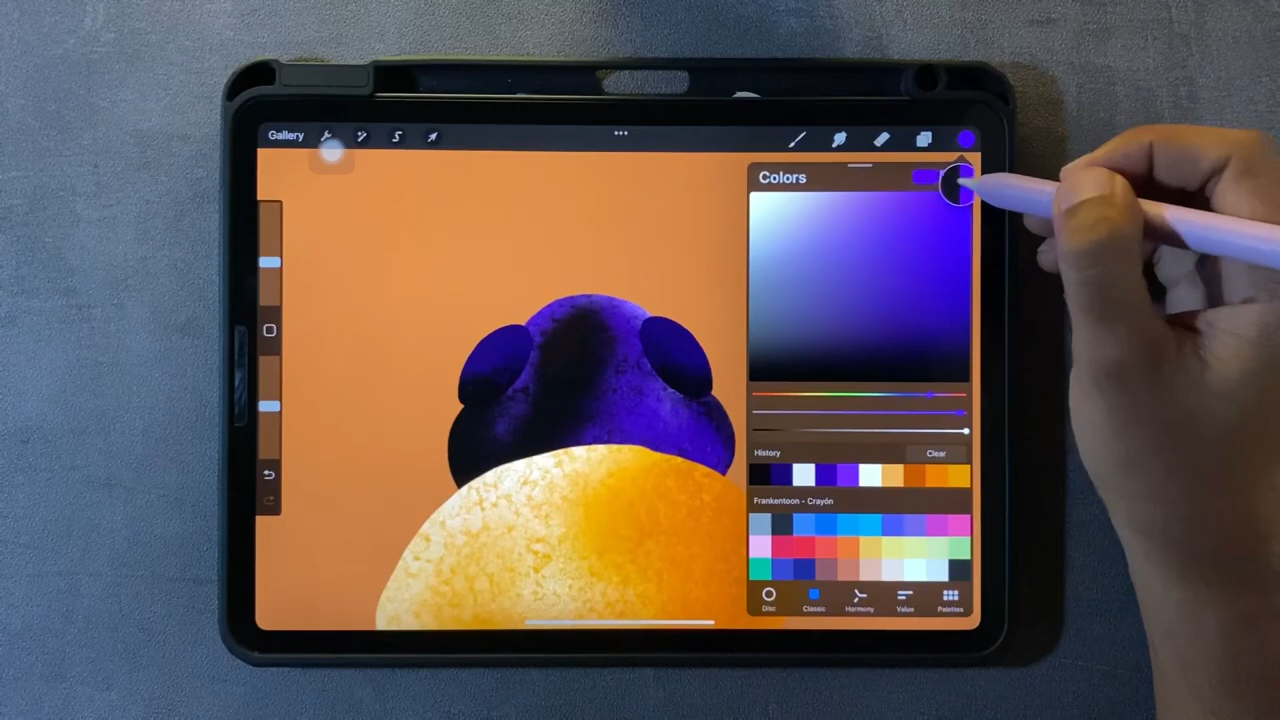 Gallery
Colors
History
Clear
Frankentoon - Crayón
Disc
Classic
Harmony
Value
Palettes